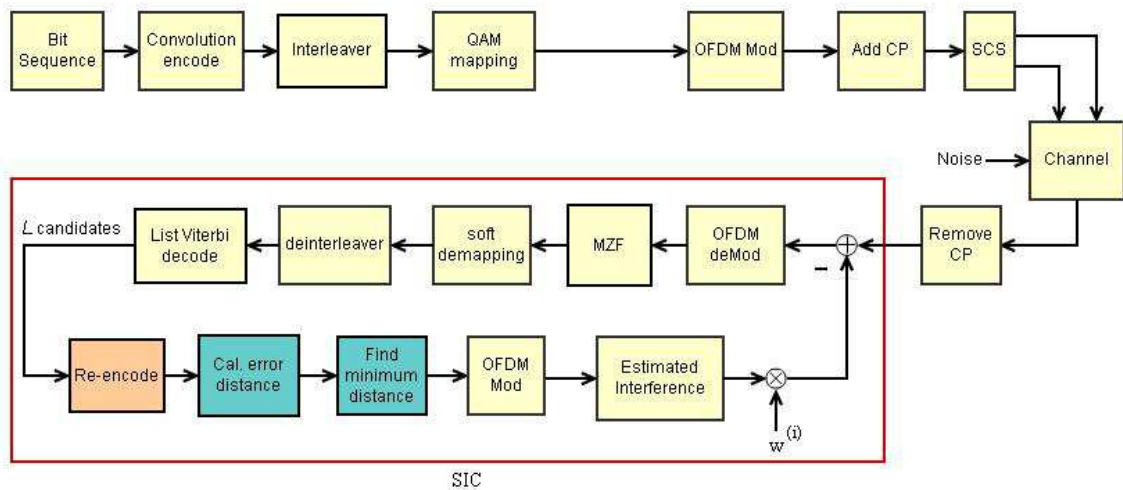 Bit
Sequence
Convolution
encode
Interleaver
QAM
mapping
OFDM Mod
Add CP
SCS
Noise
Channel
Remove
CP
OFDM
deMod
MZF
soft
demapping
deinterleaver
List Viterbi
decode
L candidates
Re-encode
Cal. error
distance
Find
minimum
distance
OFDM
Mod
Estimated
Interference
w(i)
SIC